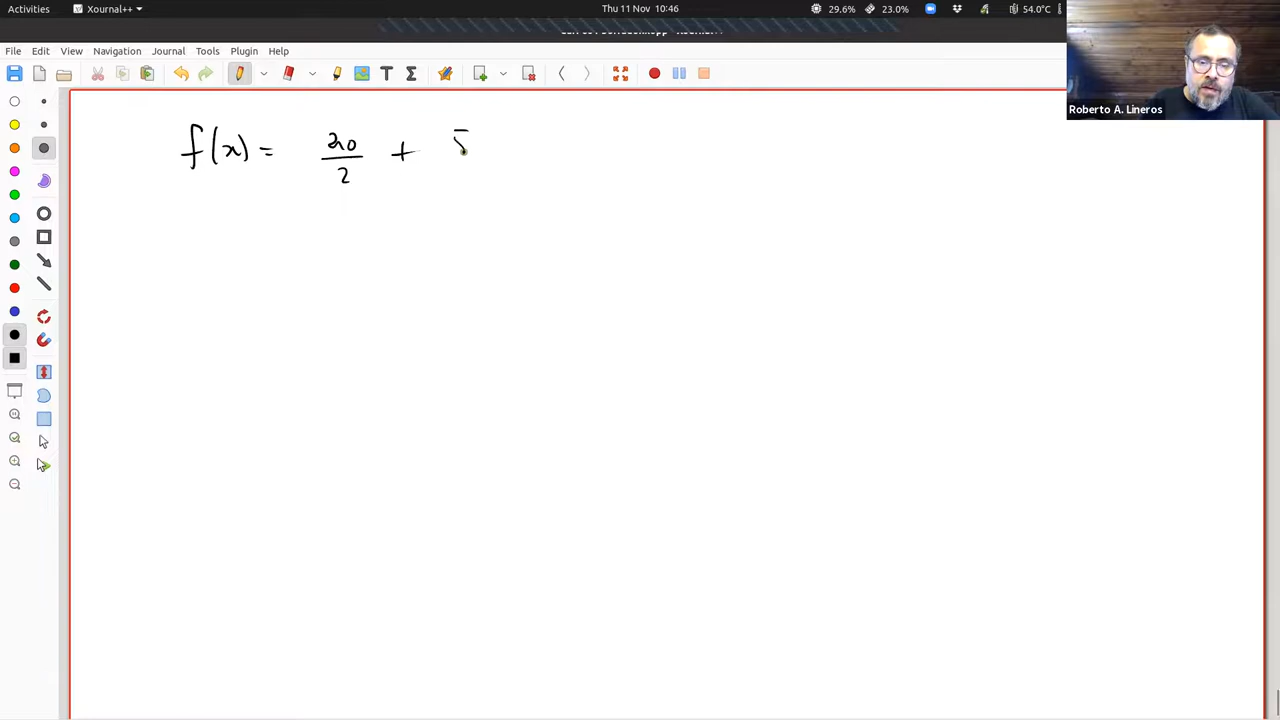 Activities Xournal++ Thu 11 Nov 10:46 29.6% 23.0% 54.0°C
File Edit View Navigation Journal Tools Plugin Help
Roberto A. Lineros
f(x) = a₀/2 +